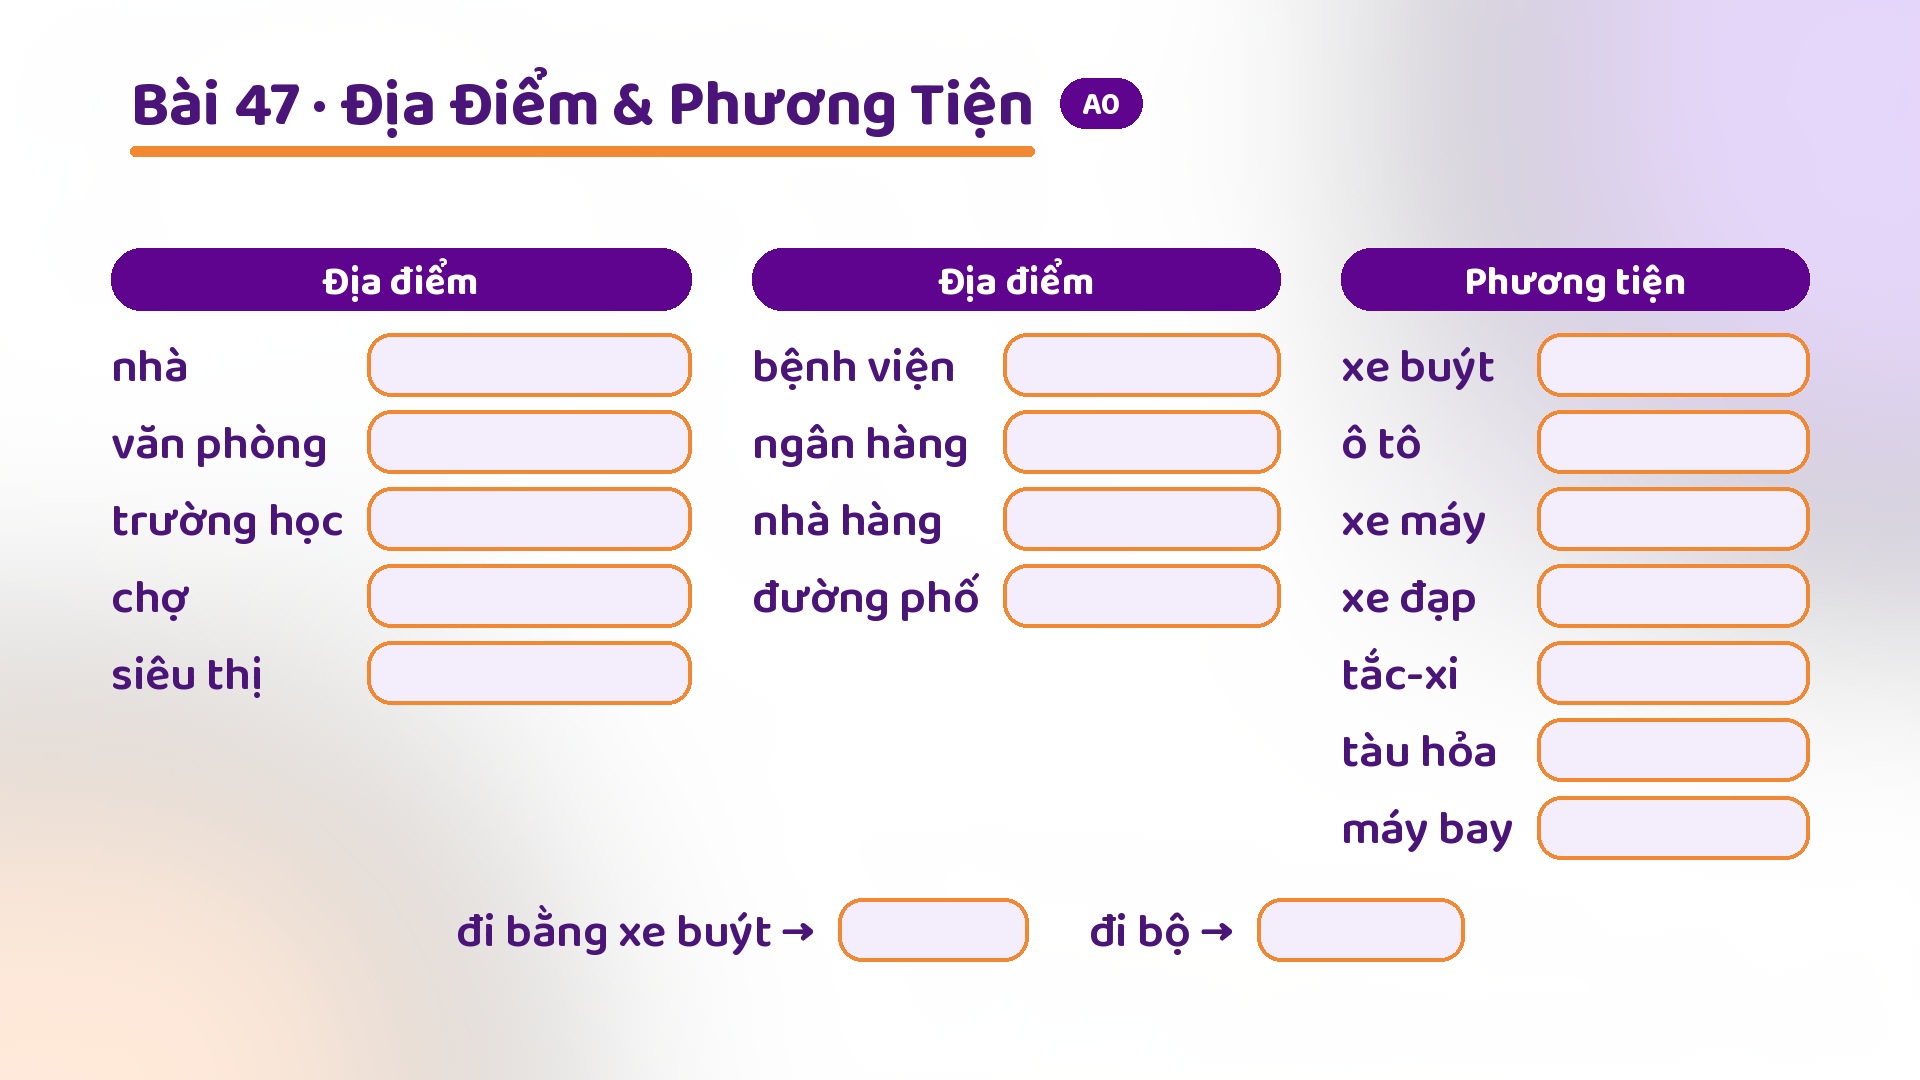 Bài 47 · Địa Điểm & Phương Tiện
A0
Địa điểm
nhà
văn phòng
trường học
chợ
siêu thị
Địa điểm
bệnh viện
ngân hàng
nhà hàng
đường phố
Phương tiện
xe buýt
ô tô
xe máy
xe đạp
tắc-xi
tàu hỏa
máy bay
đi bằng xe buýt →
đi bộ →